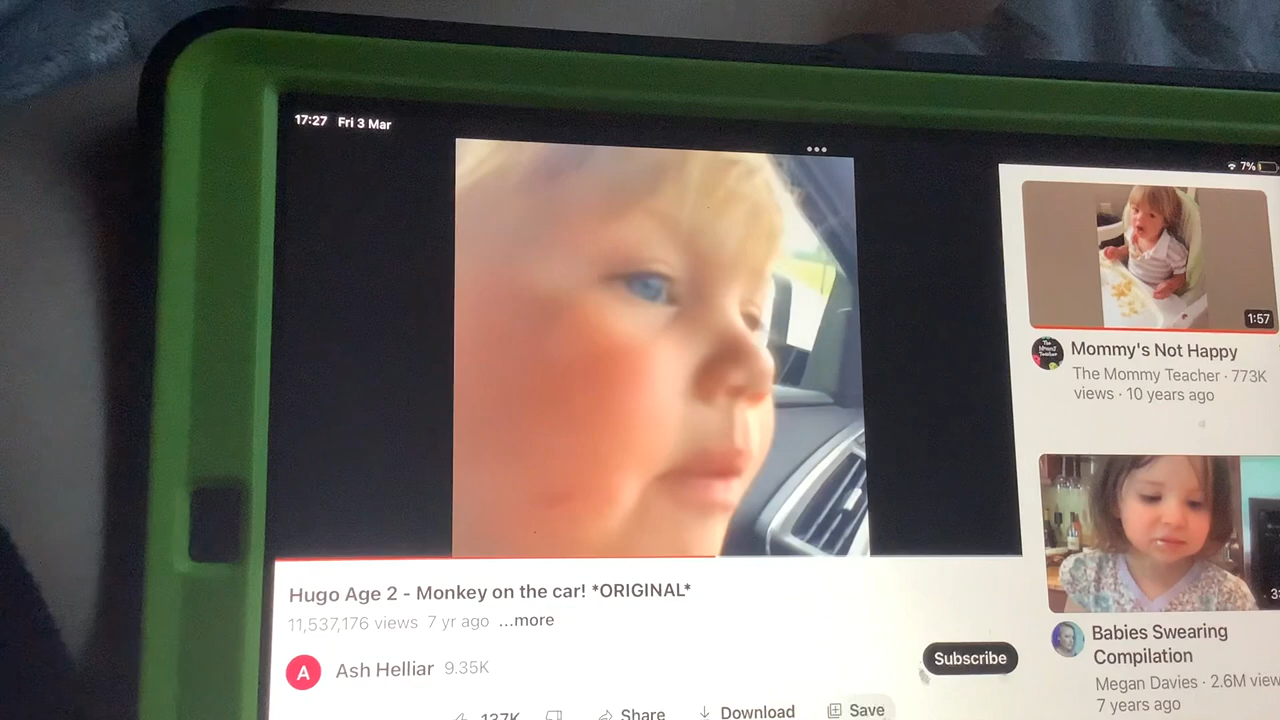 17:27 Fri 3 Mar
7%
1:57
Mommy's Not Happy
The Mommy Teacher · 773K
views · 10 years ago
Hugo Age 2 - Monkey on the car! *ORIGINAL*
11,537,176 views 7 yr ago ...more
A Ash Helliar 9.35K
Subscribe
137K Share Download Save
Babies Swearing
Compilation
Megan Davies · 2.6M view
7 years ago